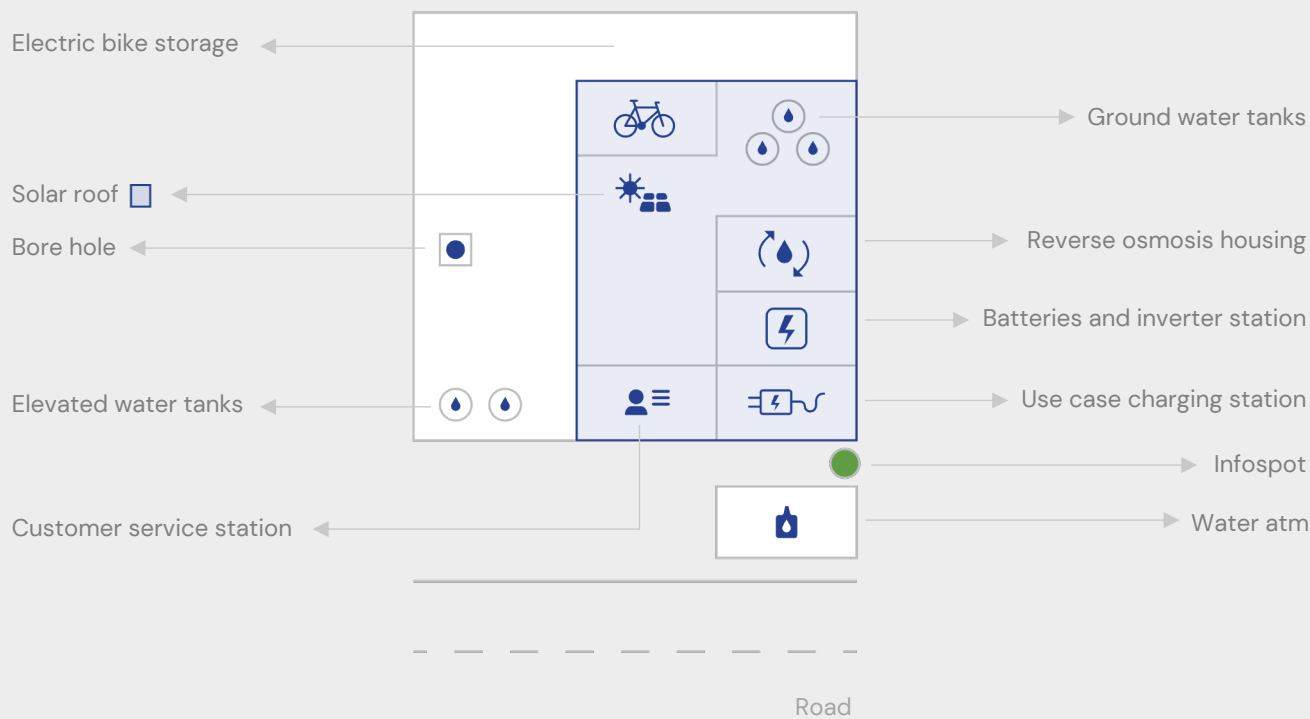 Electric bike storage
Ground water tanks
Solar roof
Bore hole
Reverse osmosis housing
Batteries and inverter station
Elevated water tanks
Use case charging station
Infospot
Customer service station
Water atm
Road